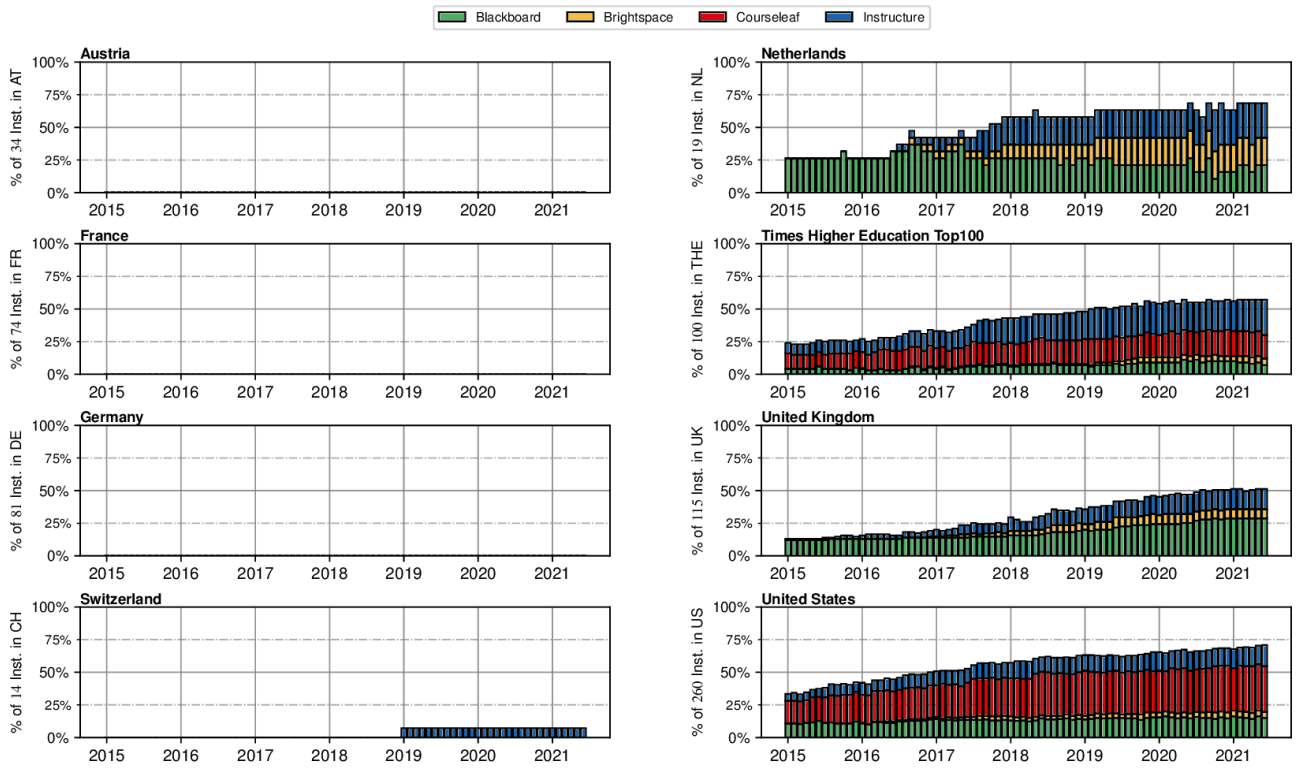 Blackboard Brightspace Courseleaf Instructure
Austria
% of 34 Inst. in AT
100%
75%
50%
25%
0%
2015 2016 2017 2018 2019 2020 2021
Netherlands
% of 19 Inst. in NL
100%
75%
50%
25%
0%
2015 2016 2017 2018 2019 2020 2021
France
% of 74 Inst. in FR
100%
75%
50%
25%
0%
2015 2016 2017 2018 2019 2020 2021
Times Higher Education Top100
% of 100 Inst. in THE
100%
75%
50%
25%
0%
2015 2016 2017 2018 2019 2020 2021
Germany
% of 81 Inst. in DE
100%
75%
50%
25%
0%
2015 2016 2017 2018 2019 2020 2021
United Kingdom
% of 115 Inst. in UK
100%
75%
50%
25%
0%
2015 2016 2017 2018 2019 2020 2021
Switzerland
% of 14 Inst. in CH
100%
75%
50%
25%
0%
2015 2016 2017 2018 2019 2020 2021
United States
% of 260 Inst. in US
100%
75%
50%
25%
0%
2015 2016 2017 2018 2019 2020 2021